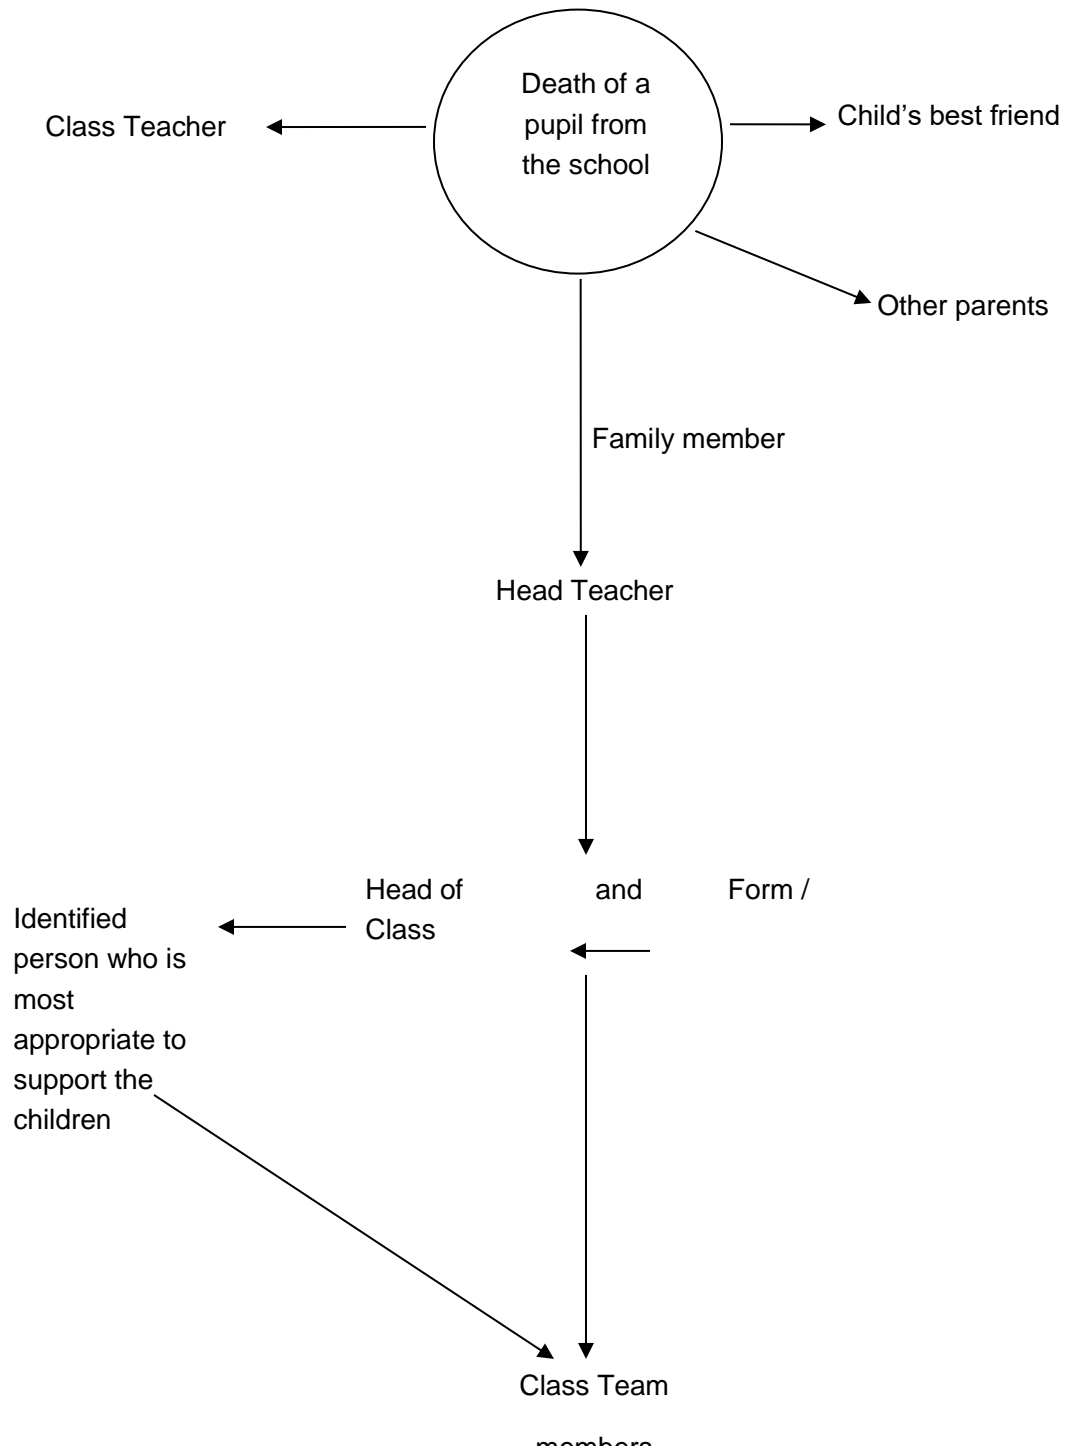 Death of a
pupil from
the school
Class Teacher
Child's best friend
Other parents
Family member
Head Teacher
Head of and Form /
Class
Identified
person who is
most
appropriate to
support the
children
Class Team
members